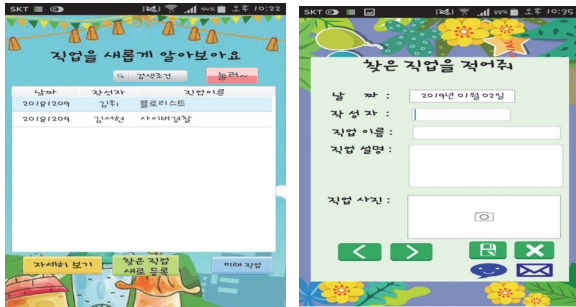 SKT 44% 오후 10:22
직업을 새롭게 알아보아요
검색조건 눌러~
날짜 작성자 직업이름
20181209 김휘 플로리스트
20181209 김서현 사이버경찰
자세히 보기
찾은 직업
새로 등록
미래 직업
SKT 오후 10:35
찾은 직업을 적어줘
날 짜 : 2019년 01월 02일
작 성 자 :
직업 이름 :
직업 설명 :
직업 사진 :